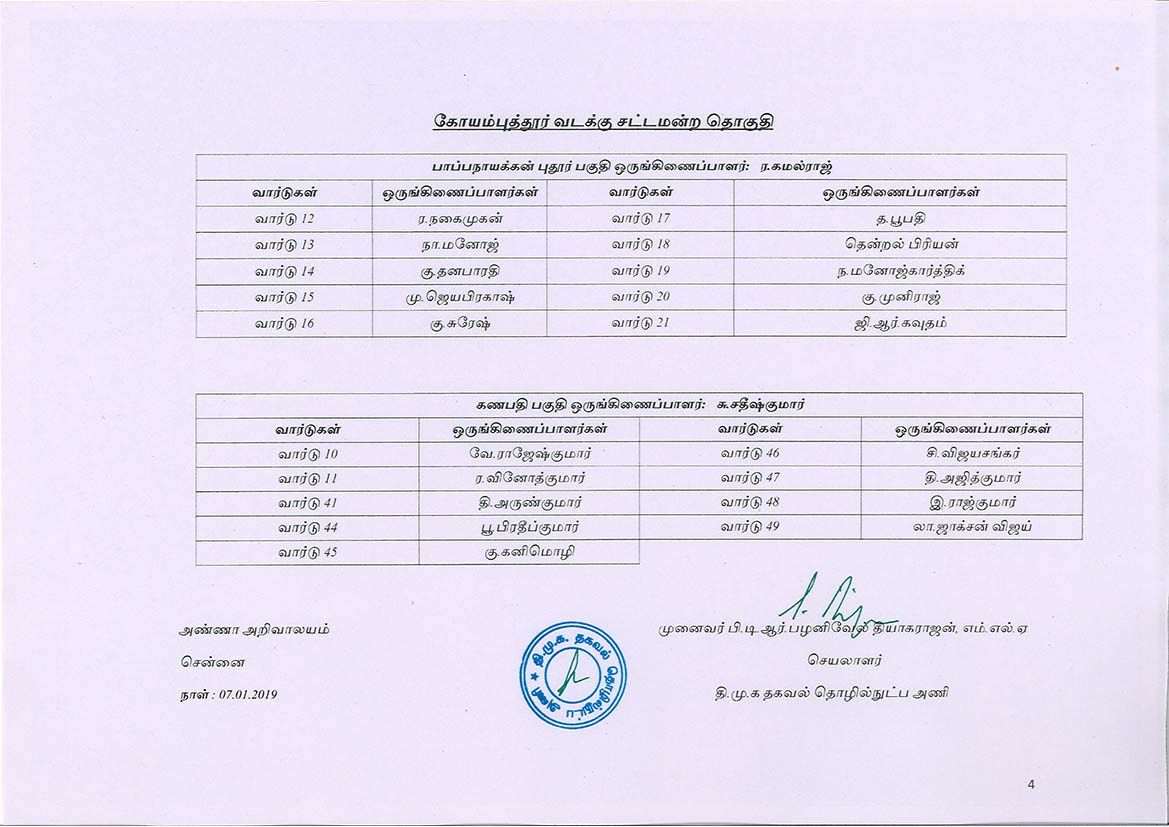 கோயம்புத்தூர் வடக்கு சட்டமன்ற தொகுதி
பாப்பநாயக்கன் புதூர் பகுதி ஒருங்கிணைப்பாளர்: ர.கமல்ராஜ்
வார்டுகள் ஒருங்கிணைப்பாளர்கள் வார்டுகள் ஒருங்கிணைப்பாளர்கள்
வார்டு 12 ர.நகைமுகன் வார்டு 17 த.பூபதி
வார்டு 13 நா.மனோஜ் வார்டு 18 தென்றல் பிரியன்
வார்டு 14 கு.தனபாரதி வார்டு 19 ந.மனோஜ்கார்த்திக்
வார்டு 15 மு.ஜெயபிரகாஷ் வார்டு 20 கு.முனிராஜ்
வார்டு 16 கு.சுரேஷ் வார்டு 21 ஜி.ஆர்.கவுதம்
கணபதி பகுதி ஒருங்கிணைப்பாளர்: கூ.சதீஷ்குமார்
வார்டுகள் ஒருங்கிணைப்பாளர்கள் வார்டுகள் ஒருங்கிணைப்பாளர்கள்
வார்டு 10 வே.ராஜேஷ்குமார் வார்டு 46 சி.விஜயசங்கர்
வார்டு 11 ர.வினோத்குமார் வார்டு 47 தி.அஜித்குமார்
வார்டு 41 தி.அருண்குமார் வார்டு 48 இ.ராஜ்குமார்
வார்டு 44 பூ.பிரதீப்குமார் வார்டு 49 லா.ஜாக்சன் விஜய்
வார்டு 45 கு.கனிமொழி
அண்ணா அறிவாலயம்
சென்னை
நாள் : 07.01.2019
தி.மு.க. தகவல் தொழில்நுட்ப அணி
முனைவர் பி.டி.ஆர்.பழனிவேல் தியாகராஜன், எம்.எல்.ஏ
செயலாளர்
தி.மு.க தகவல் தொழில்நுட்ப அணி
4